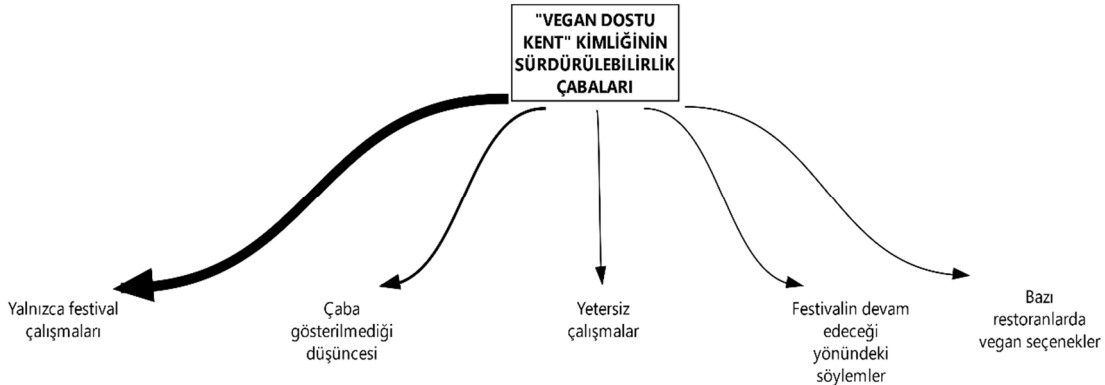 "VEGAN DOSTU
KENT" KİMLİĞİNİN
SÜRDÜRÜLEBİLİRLİK
ÇABALARI
Yalnızca festival
çalışmaları
Çaba
gösterilmediği
düşüncesi
Yetersiz
çalışmalar
Festivalin devam
edeceği
yönündeki
söylemler
Bazı
restoranlarda
vegan seçenekler